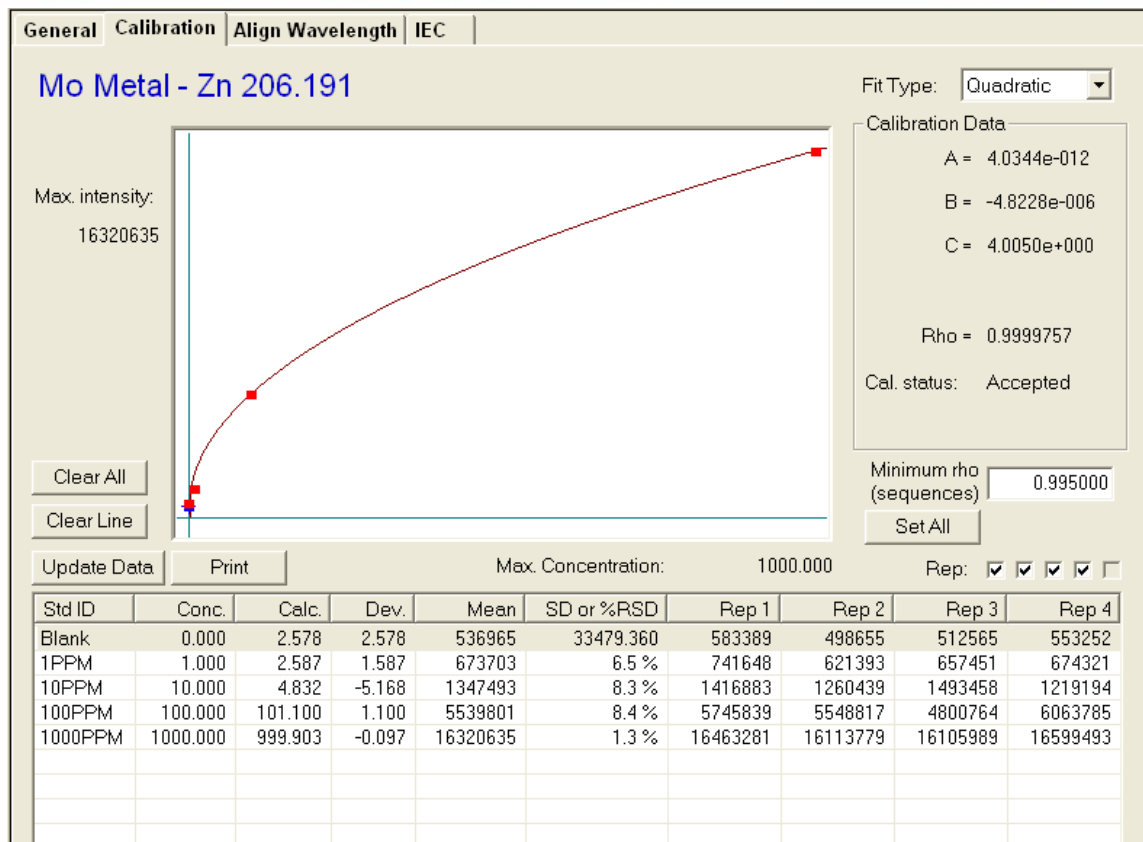 General Calibration Align Wavelength IEC
Mo Metal - Zn 206.191
Fit Type: Quadratic
Calibration Data
A = 4.0344e-012
Max. intensity:
B = -4.8228e-006
16320635
C = 4.0050e+000
Rho = 0.9999757
Cal. status: Accepted
Clear All
Minimum rho
(sequences) 0.995000
Clear Line
Set All
Update Data Print Max. Concentration: 1000.000 Rep:
Std ID Conc. Calc. Dev. Mean SD or %RSD Rep 1 Rep 2 Rep 3 Rep 4
Blank 0.000 2.578 2.578 536965 33479.360 583389 498655 512565 553252
1PPM 1.000 2.587 1.587 673703 6.5 % 741648 621393 657451 674321
10PPM 10.000 4.832 -5.168 1347493 8.3 % 1416883 1260439 1493458 1219194
100PPM 100.000 101.100 1.100 5539801 8.4 % 5745839 5548817 4800764 6063785
1000PPM 1000.000 999.903 -0.097 16320635 1.3 % 16463281 16113779 16105989 16599493